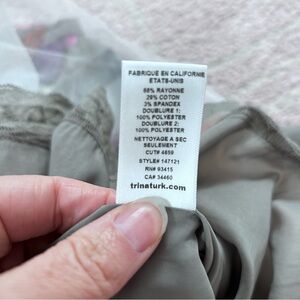 FABRIQUE EN CALIFORNIE
ETATS-UNIS
68% RAYONNE
29% COTON
3% SPANDEX
DOUBLURE 1:
100% POLYESTER
DOUBLURE 2:
100% POLYESTER
NETTOYAGE A SEC
SEULEMENT
CUT# 4659
STYLE# 147121
RN# 93415
CA# 34460
trinaturk.com